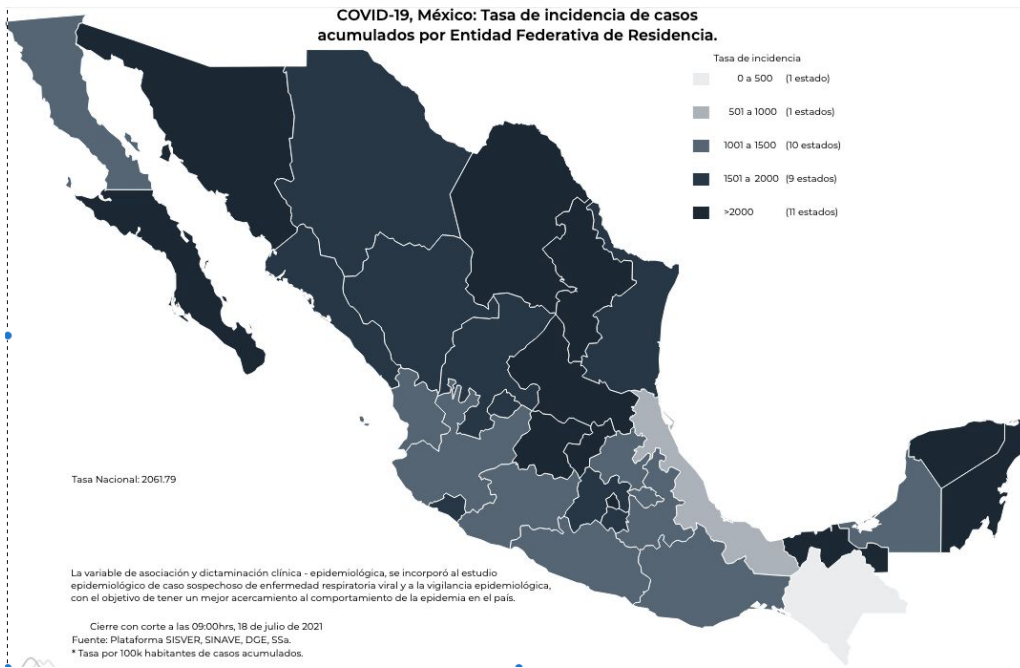 COVID-19, México: Tasa de incidencia de casos
acumulados por Entidad Federativa de Residencia.
Tasa de incidencia
0 a 500 (1 estado)
501 a 1000 (1 estados)
1001 a 1500 (10 estados)
1501 a 2000 (9 estados)
>2000 (11 estados)
Tasa Nacional: 2061.79
La variable de asociación y dictaminación clínica - epidemiológica, se incorporó al estudio
epidemiológico de caso sospechoso de enfermedad respiratoria viral y a la vigilancia epidemiológica,
con el objetivo de tener un mejor acercamiento al comportamiento de la epidemia en el país.
Cierre con corte a las 09:00hrs, 18 de julio de 2021
Fuente: Plataforma SISVER, SINAVE, DGE, SSa.
* Tasa por 100k habitantes de casos acumulados.